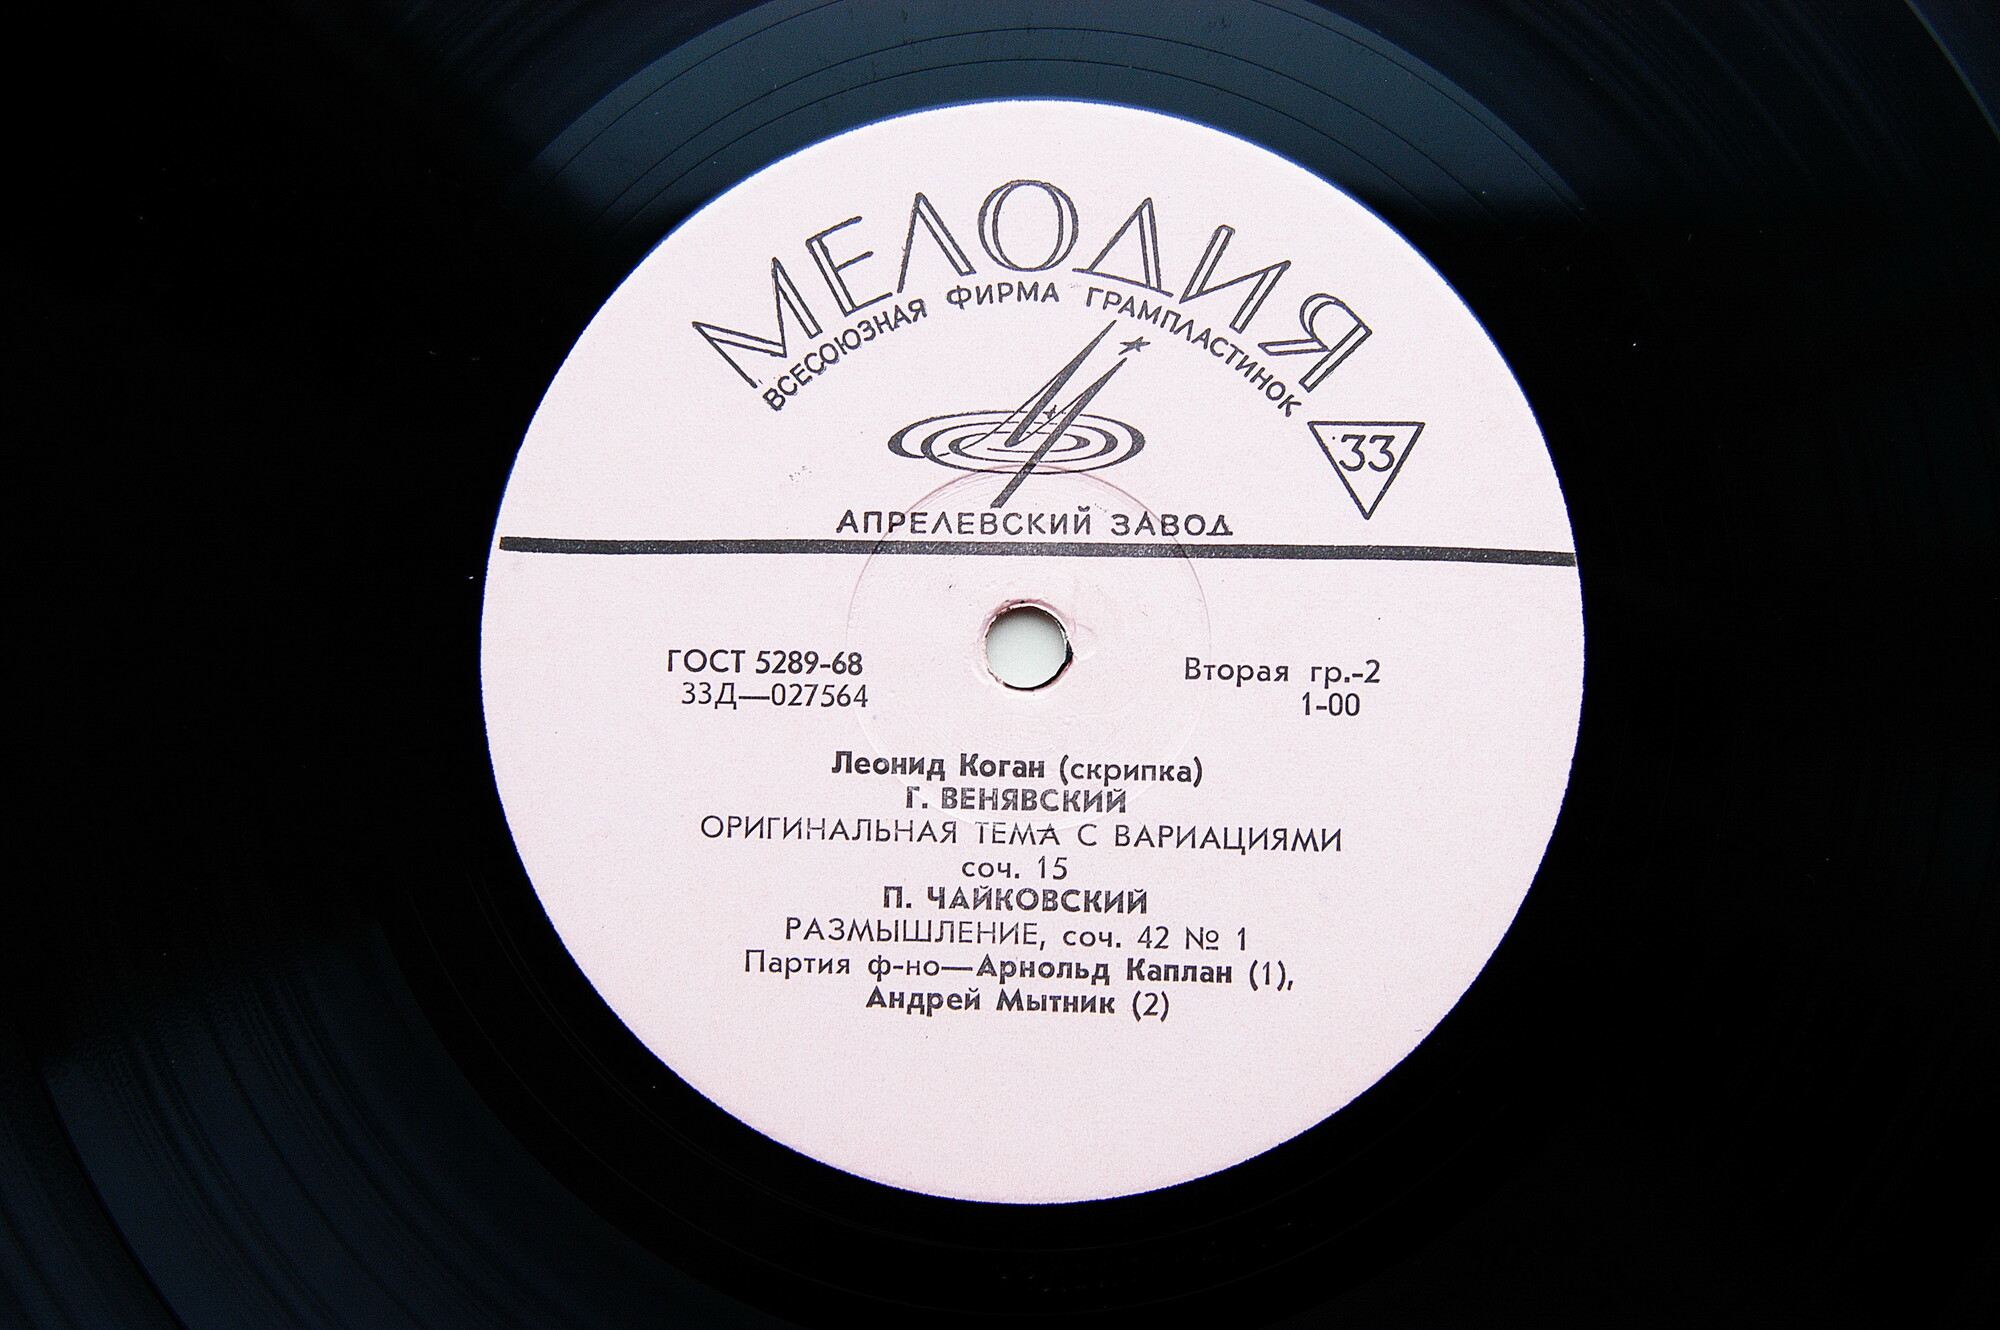 МЕЛОДИЯ
ВСЕСОЮЗНАЯ ФИРМА ГРАМПЛАСТИНОК
33
АПРЕЛЕВСКИЙ ЗАВОД
ГОСТ 5289-68
33Д—027564
Вторая гр.-2
1-00
Леонид Коган (скрипка)
Г. ВЕНЯВСКИЙ
ОРИГИНАЛЬНАЯ ТЕМА С ВАРИАЦИЯМИ
соч. 15
П. ЧАЙКОВСКИЙ
РАЗМЫШЛЕНИЕ, соч. 42 № 1
Партия ф-но—Арнольд Каплан (1),
Андрей Мытник (2)